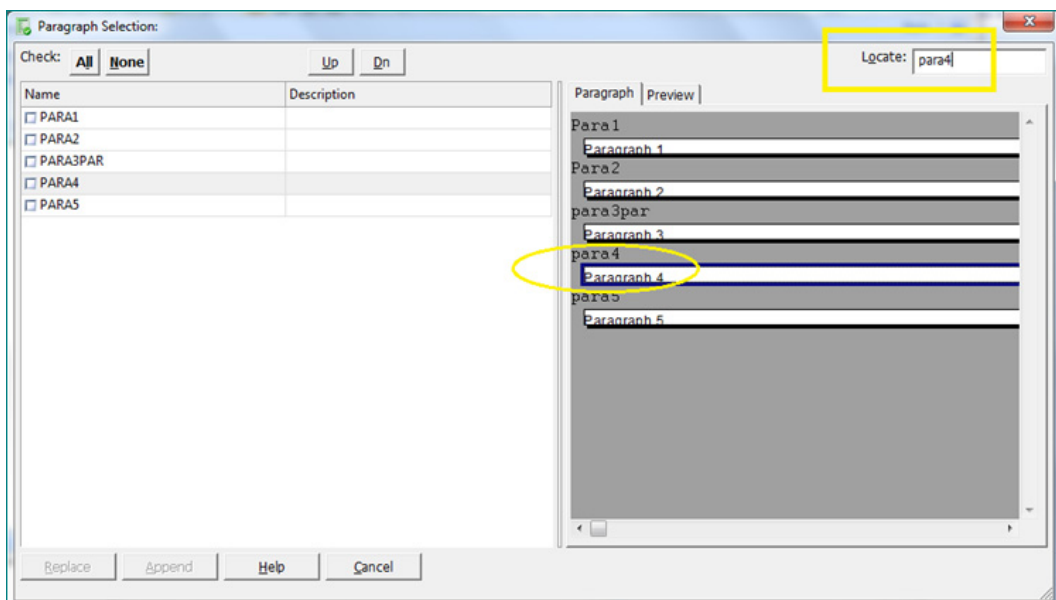 Paragraph Selection:
Check: All None Up Dn Locate: para4
Name Description
PARA1
PARA2
PARA3PAR
PARA4
PARA5
Paragraph Preview
Para1
Paragraph 1
Para2
Paragraph 2
para3par
Paragraph 3
para4
Paragraph 4
para5
Paragraph 5
Replace Append Help Cancel